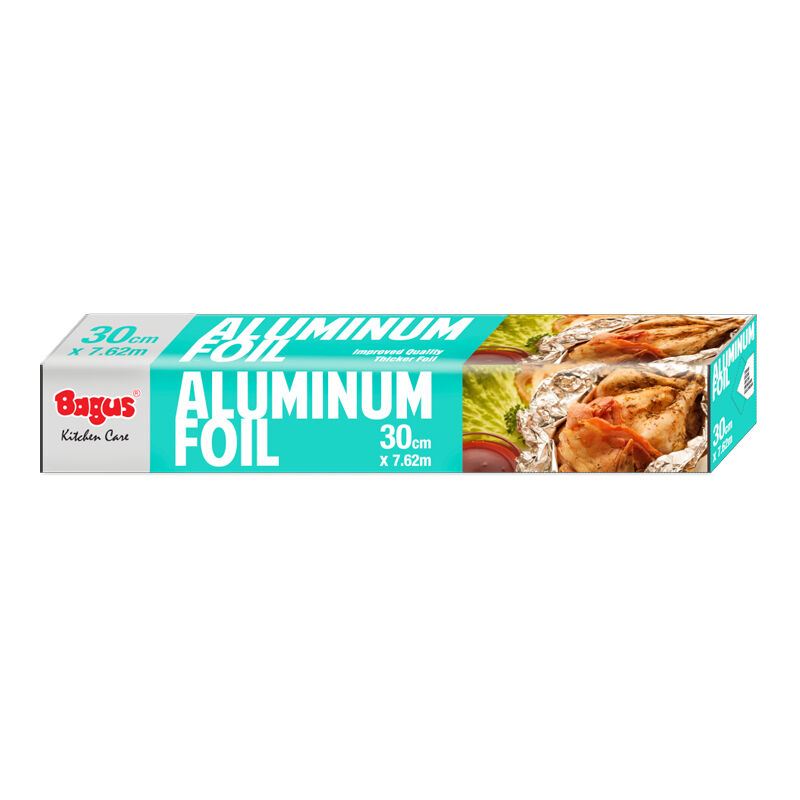 30cm
x 7.62m
ALUMINUM
FOIL
Improved Quality
Thicker Foil
Bagus®
Kitchen Care
ALUMINUM
FOIL
30cm
x 7.62m
ALUMINUM
FOIL
30cm
x 7.62m